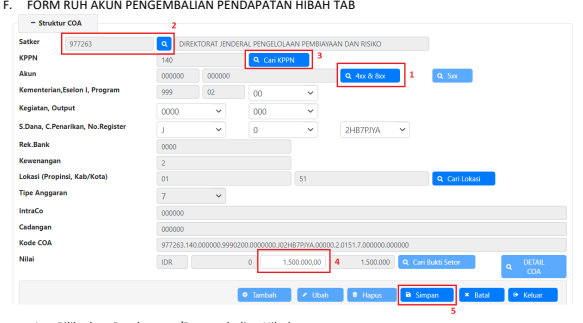 F. FORM RUH AKUN PENGEMBALIAN PENDAPATAN HIBAH TAB
− Struktur COA
2
Satker 977263 DIREKTORAT JENDERAL PENGELOLAAN PEMBIAYAAN DAN RISIKO
KPPN 140 Cari KPPN 3
Akun 000000 000000 4xx & 8xx 1 5xx
Kementerian,Eselon I, Program 999 02 00
Kegiatan, Output 0000 000
S.Dana, C.Penarikan, No.Register J 0 2HB7PJYA
Rek.Bank 0000
Kewenangan 2
Lokasi (Propinsi, Kab/Kota) 01 51 Cari Lokasi
Tipe Anggaran 7
IntraCo 000000
Cadangan 000000
Kode COA 977263.140.000000.9990200.0000000.J02HB7PJYA.00000.2.0151.7.000000.000000
Nilai IDR 0 1.500.000,00 4 1.500.000 Cari Bukti Setor DETAIL COA
Tambah Ubah Hapus Simpan Batal Keluar
5